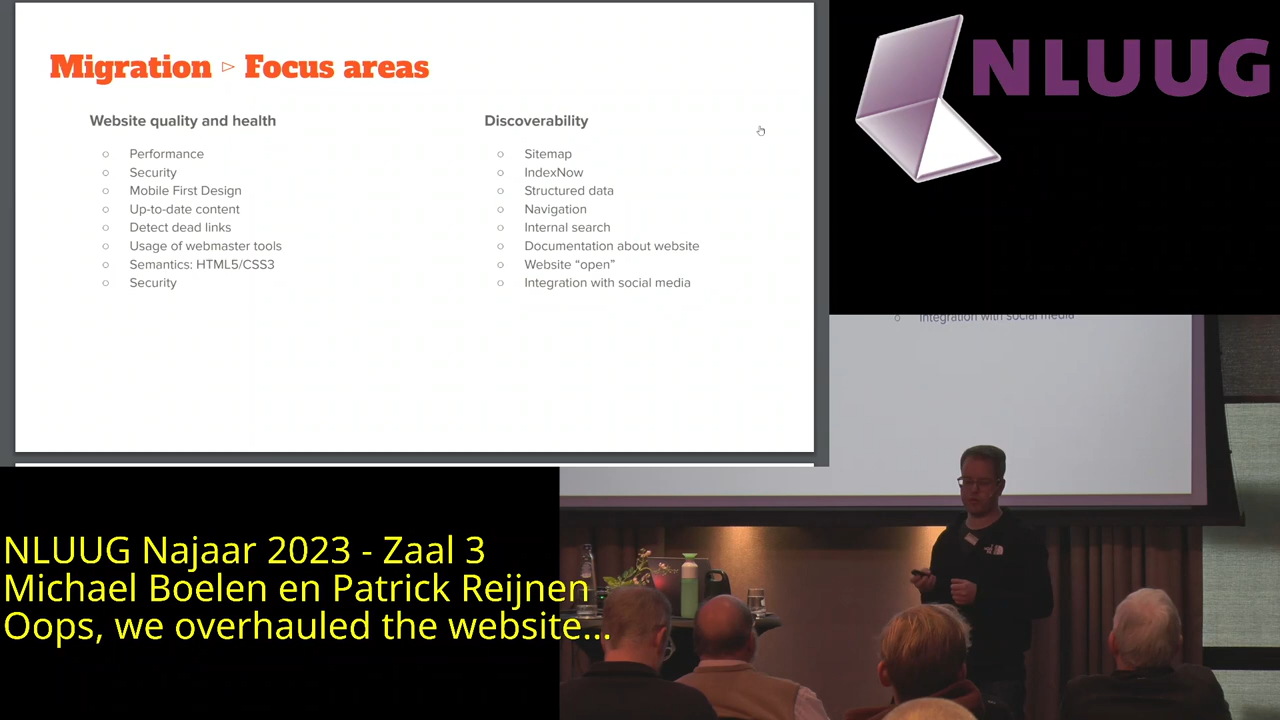 Migration ▹ Focus areas
Website quality and health
○ Performance
○ Security
○ Mobile First Design
○ Up-to-date content
○ Detect dead links
○ Usage of webmaster tools
○ Semantics: HTML5/CSS3
○ Security
Discoverability
○ Sitemap
○ IndexNow
○ Structured data
○ Navigation
○ Internal search
○ Documentation about website
○ Website “open”
○ Integration with social media
NLUUG
○ Integration with social media
NLUUG Najaar 2023 - Zaal 3
Michael Boelen en Patrick Reijnen
Oops, we overhauled the website...